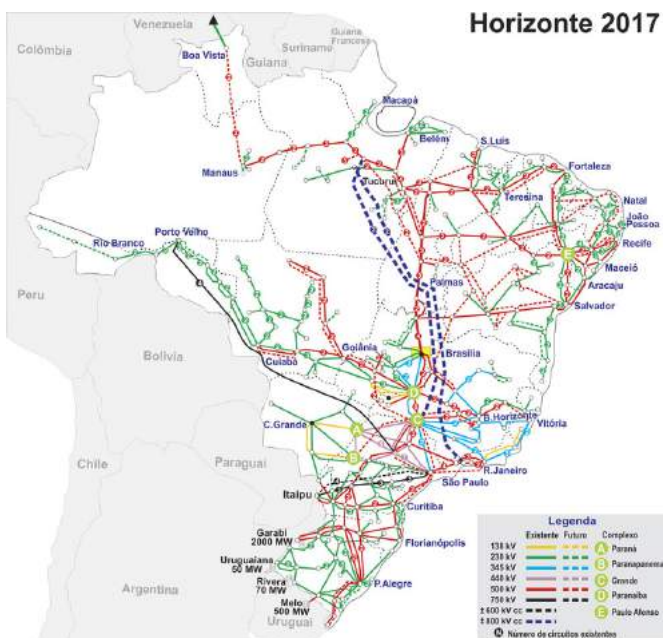 Horizonte 2017
Venezuela
Colômbia
Guiana
Suriname
Guiana
Francesa
Boa Vista
Macapá
Belém
S.Luis
Fortaleza
Manaus
Tucuruí
Teresina
Natal
João
Pessoa
Recife
Maceió
Aracaju
Salvador
E
Rio Branco
Porto Velho
Palmas
Peru
Bolívia
Cuiabá
Goiânia
Brasília
D
C.Grande
A
B
C
B.Horizonte
Vitória
Chile
Paraguai
R.Janeiro
São Paulo
Itaipu
Curitiba
Garabi
2000 MW
Florianópolis
Uruguaiana
50 MW
Rivera
70 MW
P.Alegre
Melo
500 MW
Argentina
Uruguai
Legenda
Existente Futuro Complexo
138 kV A Paraná
230 kV B Paranapanema
345 kV C Grande
440 kV D Paranaíba
500 kV E Paulo Afonso
750 kV
± 600 kV cc
± 800 kV cc
N Número de circuitos existentes